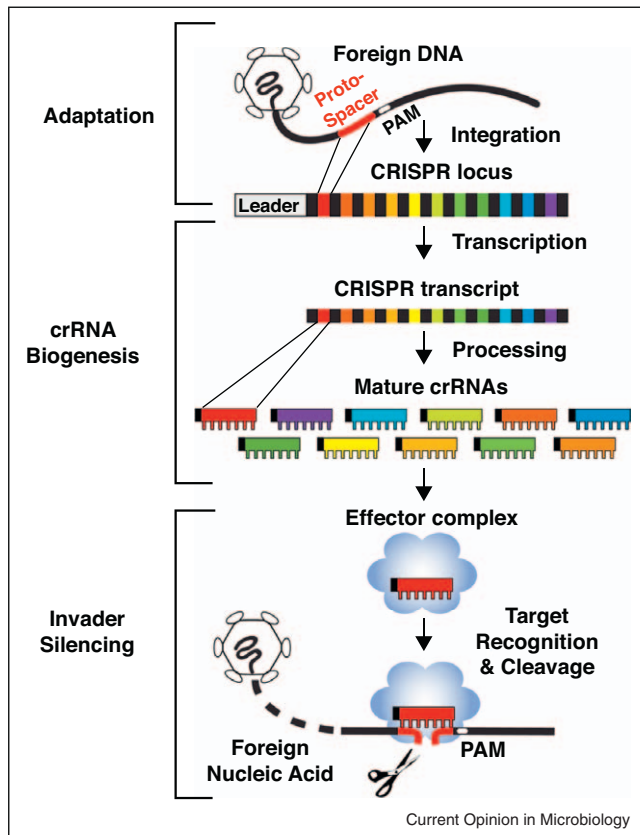 Adaptation
Foreign DNA
Proto-
Spacer
PAM
Integration
CRISPR locus
Leader
crRNA
Biogenesis
Transcription
CRISPR transcript
Processing
Mature crRNAs
Invader
Silencing
Effector complex
Target
Recognition
& Cleavage
Foreign
Nucleic Acid
PAM
Current Opinion in Microbiology